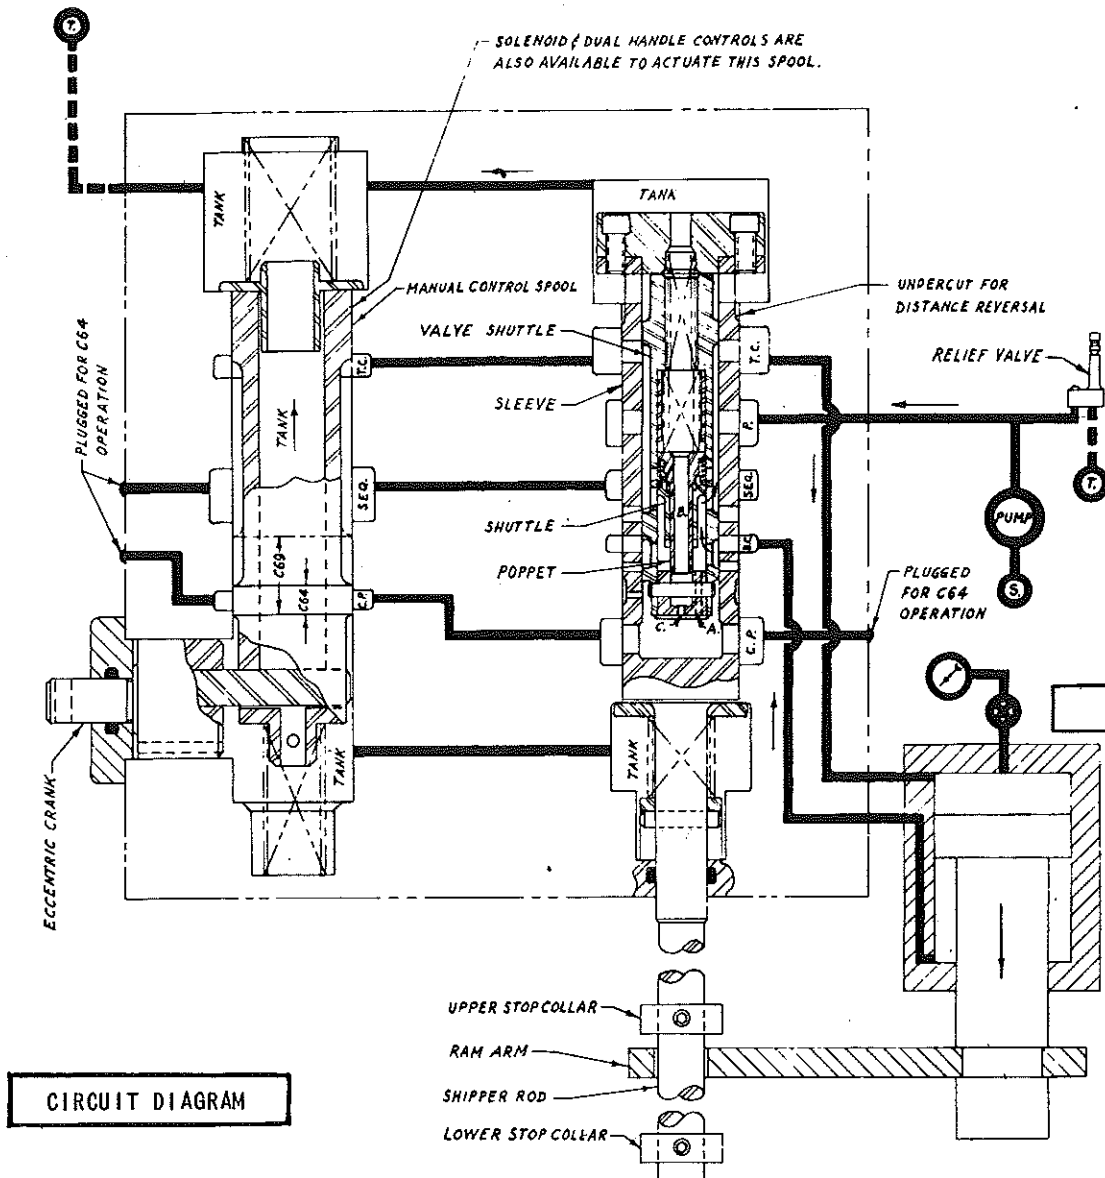 T.
SOLENOID & DUAL HANDLE CONTROLS ARE
ALSO AVAILABLE TO ACTUATE THIS SPOOL.
TANK
TANK
MANUAL CONTROL SPOOL
UNDERCUT FOR
DISTANCE REVERSAL
VALVE SHUTTLE
RELIEF VALVE
T.C.
T.C.
SLEEVE
PLUGGED FOR C64
OPERATION
TANK
P.
SEQ.
SEQ.
T.
B.
PUMP
SHUTTLE
B.C.
C69
POPPET
PLUGGED
FOR C64
OPERATION
S.
C64
C.P.
C.
A.
C.P.
ECCENTRIC CRANK
TANK
TANK
UPPER STOP COLLAR
RAM ARM
SHIPPER ROD
CIRCUIT DIAGRAM
LOWER STOP COLLAR